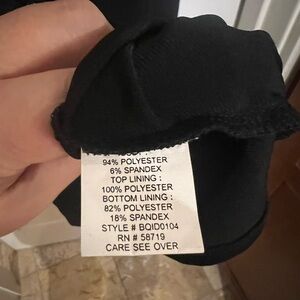 94% POLYESTER
6% SPANDEX
TOP LINING :
100% POLYESTER
BOTTOM LINING :
82% POLYESTER
18% SPANDEX
STYLE # BQID0104
RN # 58719
CARE SEE OVER